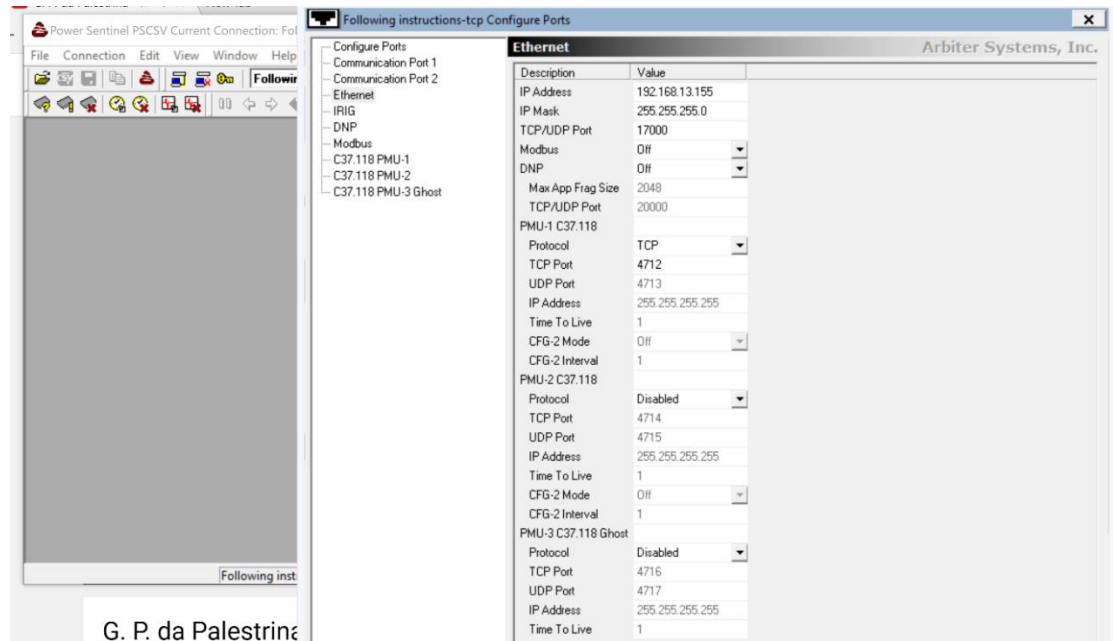 Power Sentinel PSCSV Current Connection: Fol
File Connection Edit View Window Help
Followin
Following inst
G. P. da Palestrina
Following instructions-tcp Configure Ports
Configure Ports
Communication Port 1
Communication Port 2
Ethernet
IRIG
DNP
Modbus
C37.118 PMU-1
C37.118 PMU-2
C37.118 PMU-3 Ghost
Ethernet Arbiter Systems, Inc.
Description Value
IP Address 192.168.13.155
IP Mask 255.255.255.0
TCP/UDP Port 17000
Modbus Off
DNP Off
Max App Frag Size 2048
TCP/UDP Port 20000
PMU-1 C37.118
Protocol TCP
TCP Port 4712
UDP Port 4713
IP Address 255.255.255.255
Time To Live 1
CFG-2 Mode Off
CFG-2 Interval 1
PMU-2 C37.118
Protocol Disabled
TCP Port 4714
UDP Port 4715
IP Address 255.255.255.255
Time To Live 1
CFG-2 Mode Off
CFG-2 Interval 1
PMU-3 C37.118 Ghost
Protocol Disabled
TCP Port 4716
UDP Port 4717
IP Address 255.255.255.255
Time To Live 1